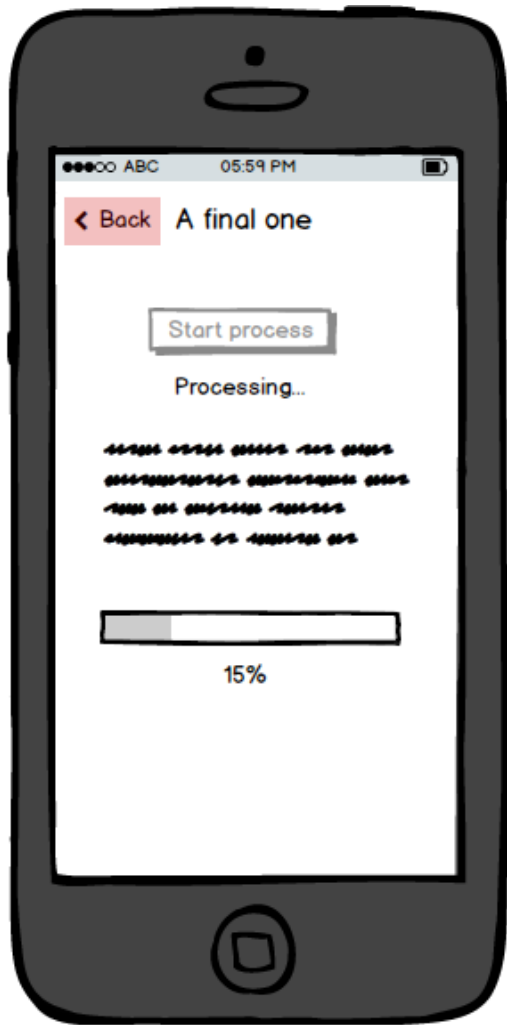 ABC 05:59 PM
Back A final one
Start process
Processing...
15%